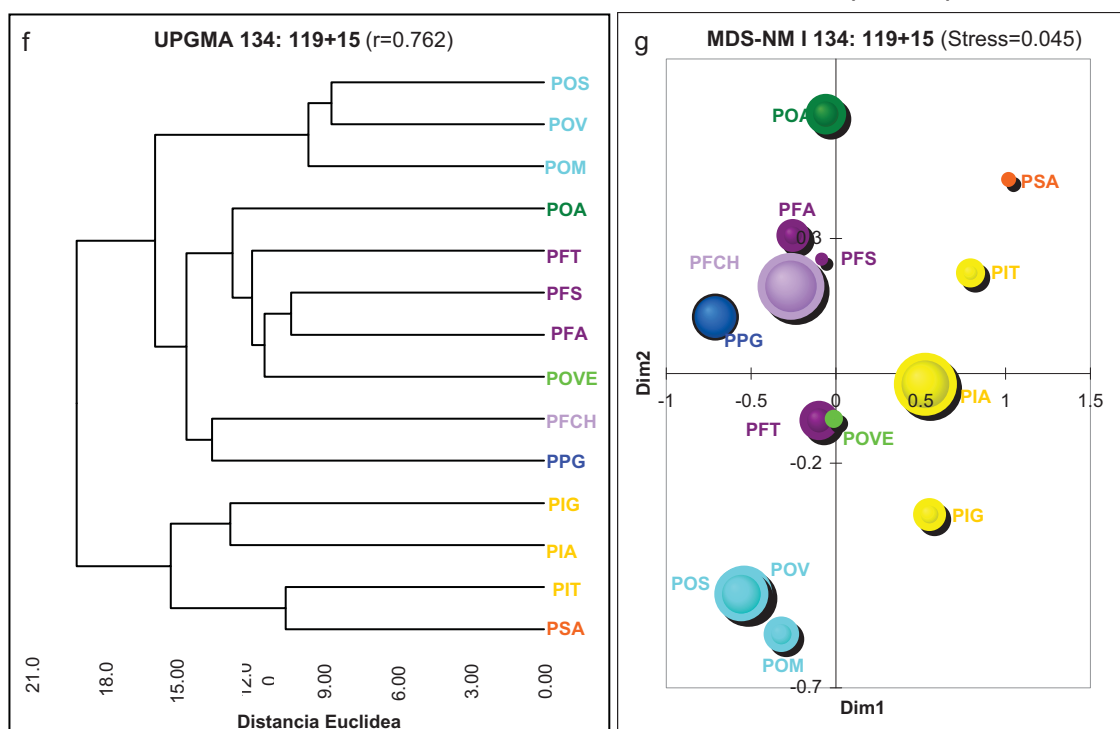 f
UPGMA 134: 119+15 (r=0.762)
POS
POV
POM
POA
PFT
PFS
PFA
POVE
PFCH
PPG
PIG
PIA
PIT
PSA
21.0
18.0
15.00
12.0
0
9.00
6.00
3.00
0.00
Distancia Euclidea
g
MDS-NM I 134: 119+15 (Stress=0.045)
POA
PSA
PFA
0.3
PFS
PFCH
PIT
PPG
Dim2
-1
-0.5
0
0.5
1
1.5
PIA
PFT
POVE
-0.2
PIG
POV
POS
POM
-0.7
Dim1